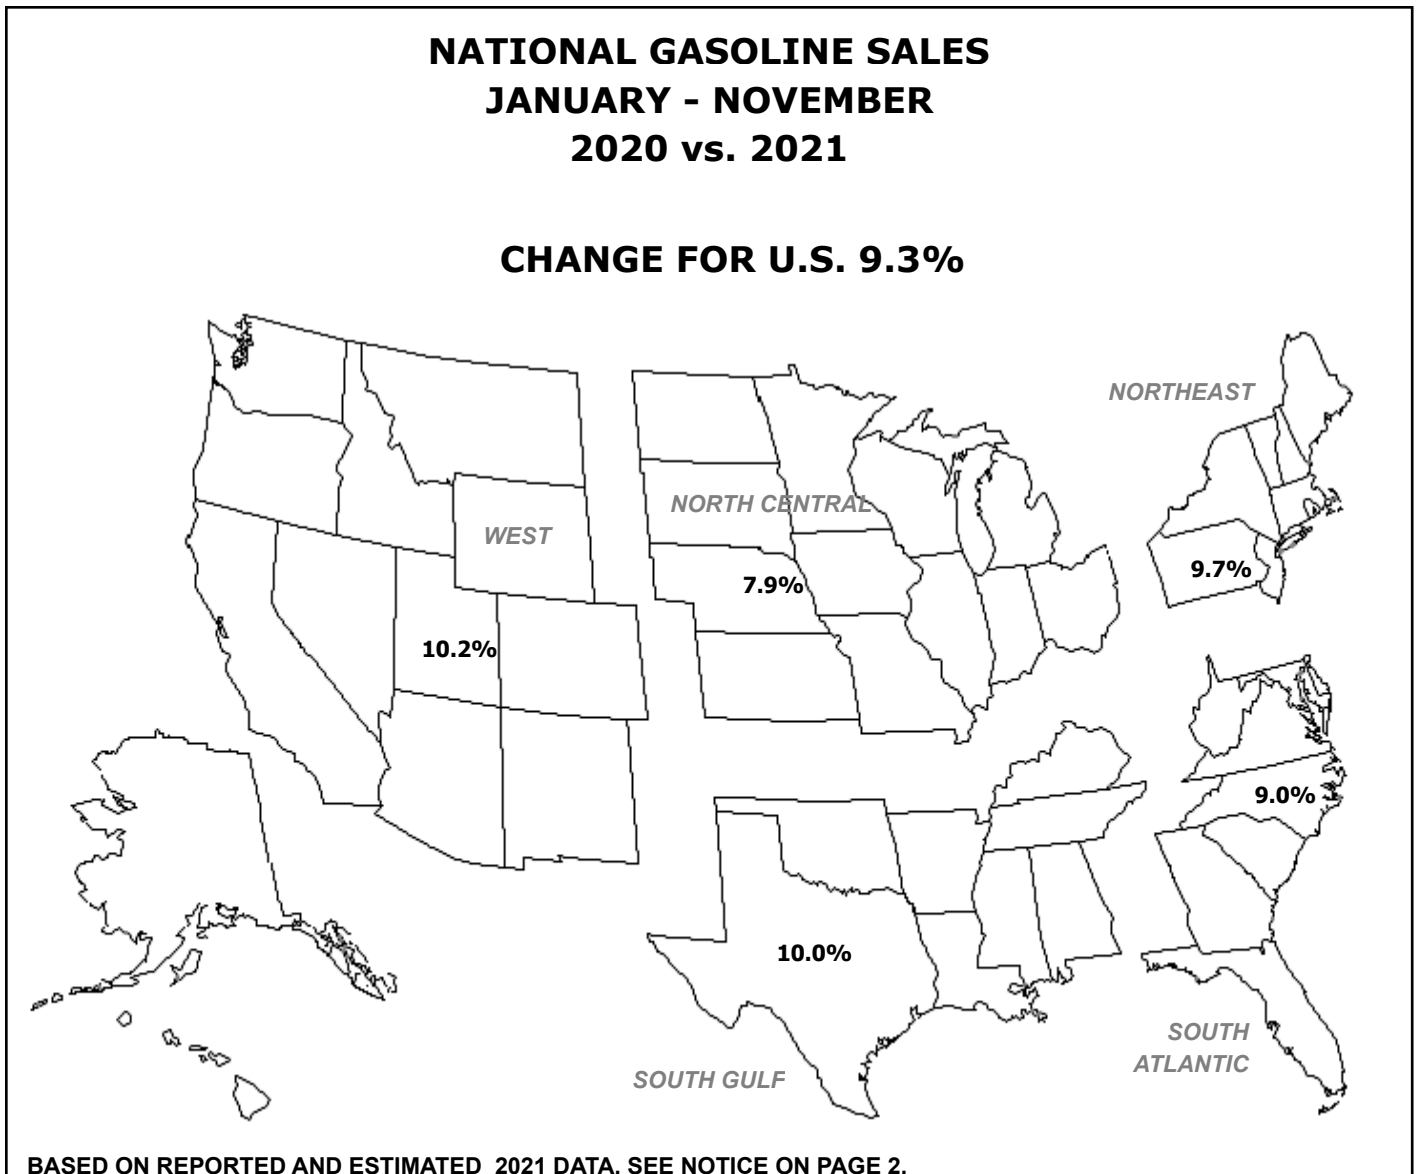 NATIONAL GASOLINE SALES
JANUARY - NOVEMBER
2020 vs. 2021
CHANGE FOR U.S. 9.3%
NORTHEAST
NORTH CENTRAL
WEST
9.7%
7.9%
10.2%
9.0%
10.0%
SOUTH
ATLANTIC
SOUTH GULF
BASED ON REPORTED AND ESTIMATED  2021 DATA. SEE NOTICE ON PAGE 2.